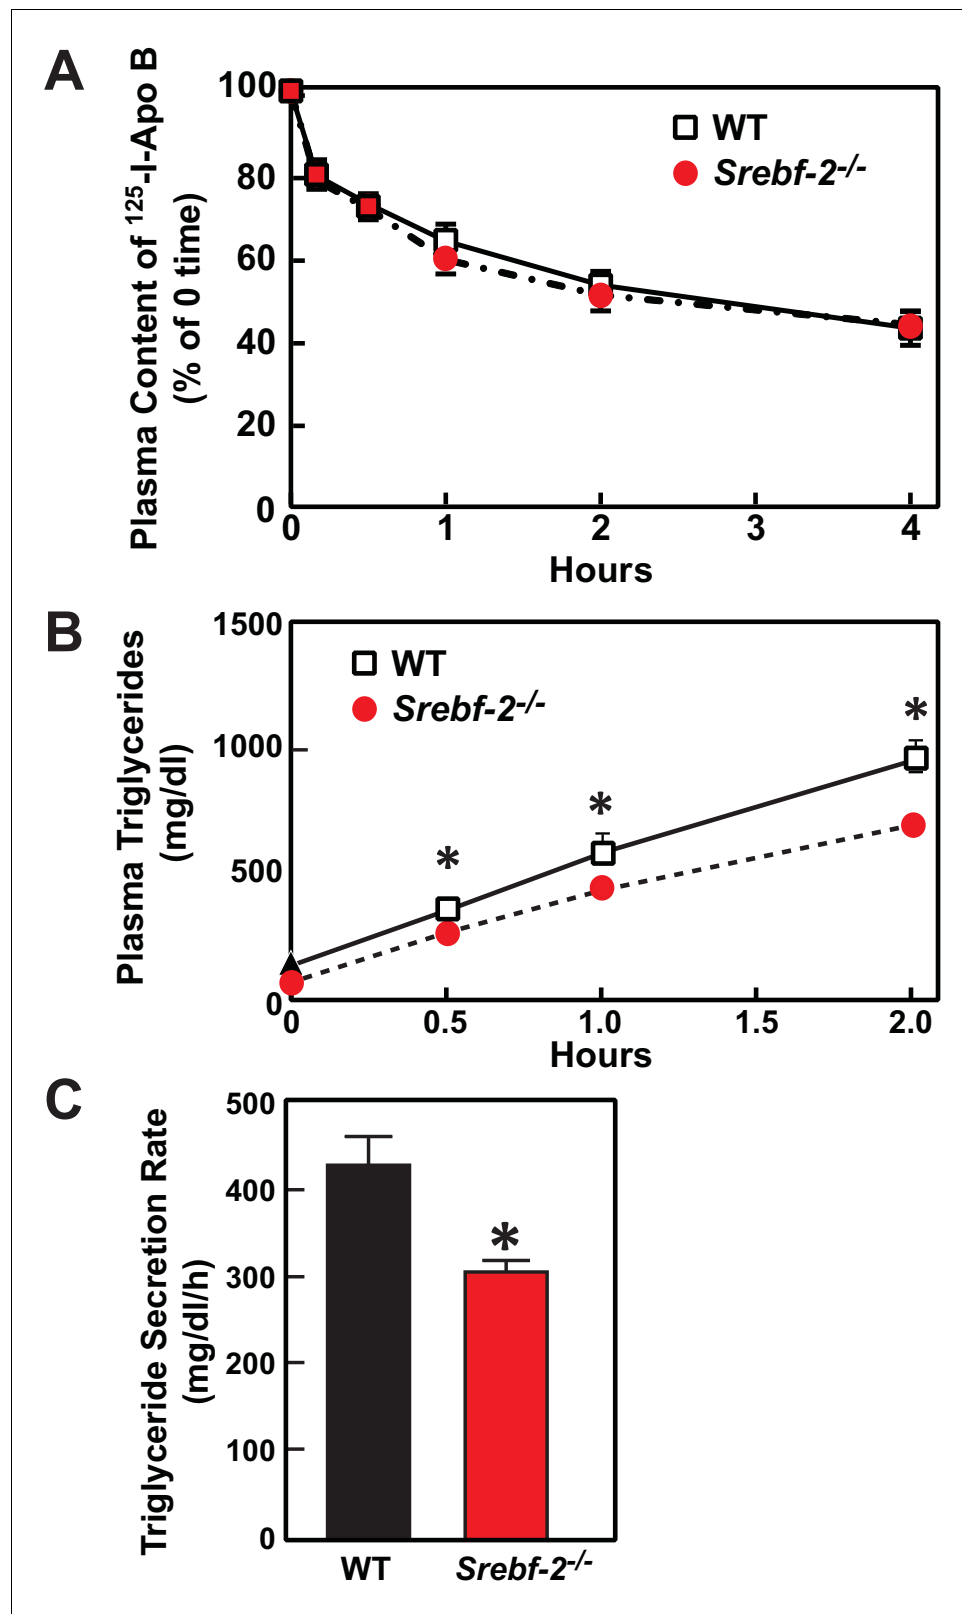 A
Plasma Content of ¹²⁵-I-Apo B
(% of 0 time)
100
80
60
40
20
0
WT
Srebf-2⁻/⁻
0 1 2 3 4
Hours
B
Plasma Triglycerides
(mg/dl)
1500
1000
500
0
WT
Srebf-2⁻/⁻
*
*
*
0 0.5 1.0 1.5 2.0
Hours
C
Triglyceride Secretion Rate
(mg/dl/h)
500
400
300
200
100
0
*
WT Srebf-2⁻/⁻